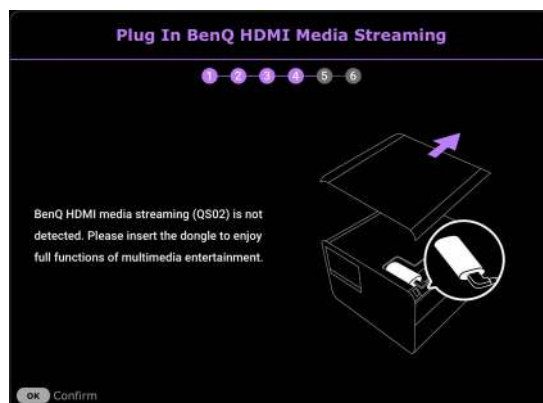 Plug In BenQ HDMI Media Streaming
1 2 3 4 5 6
BenQ HDMI media streaming (QS02) is not
detected. Please insert the dongle to enjoy
full functions of multimedia entertainment.
OK Confirm